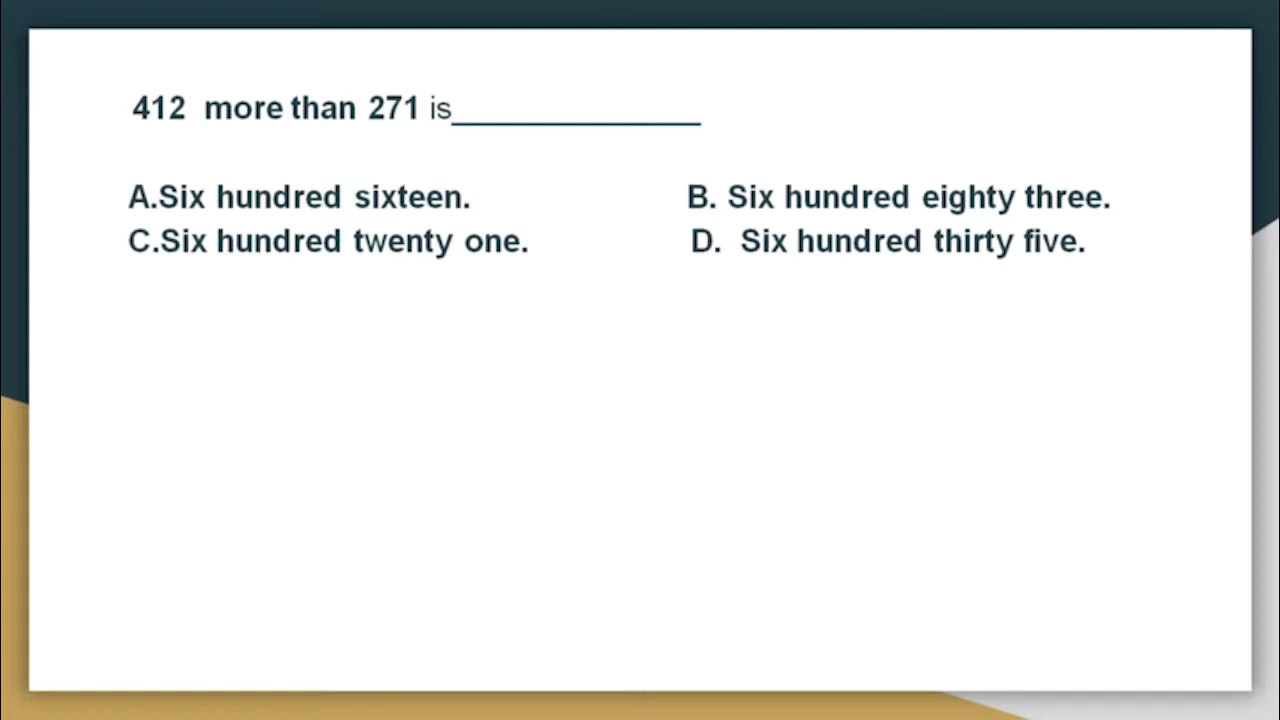 412 more than 271 is______________
A.Six hundred sixteen. B. Six hundred eighty three.
C.Six hundred twenty one. D. Six hundred thirty five.